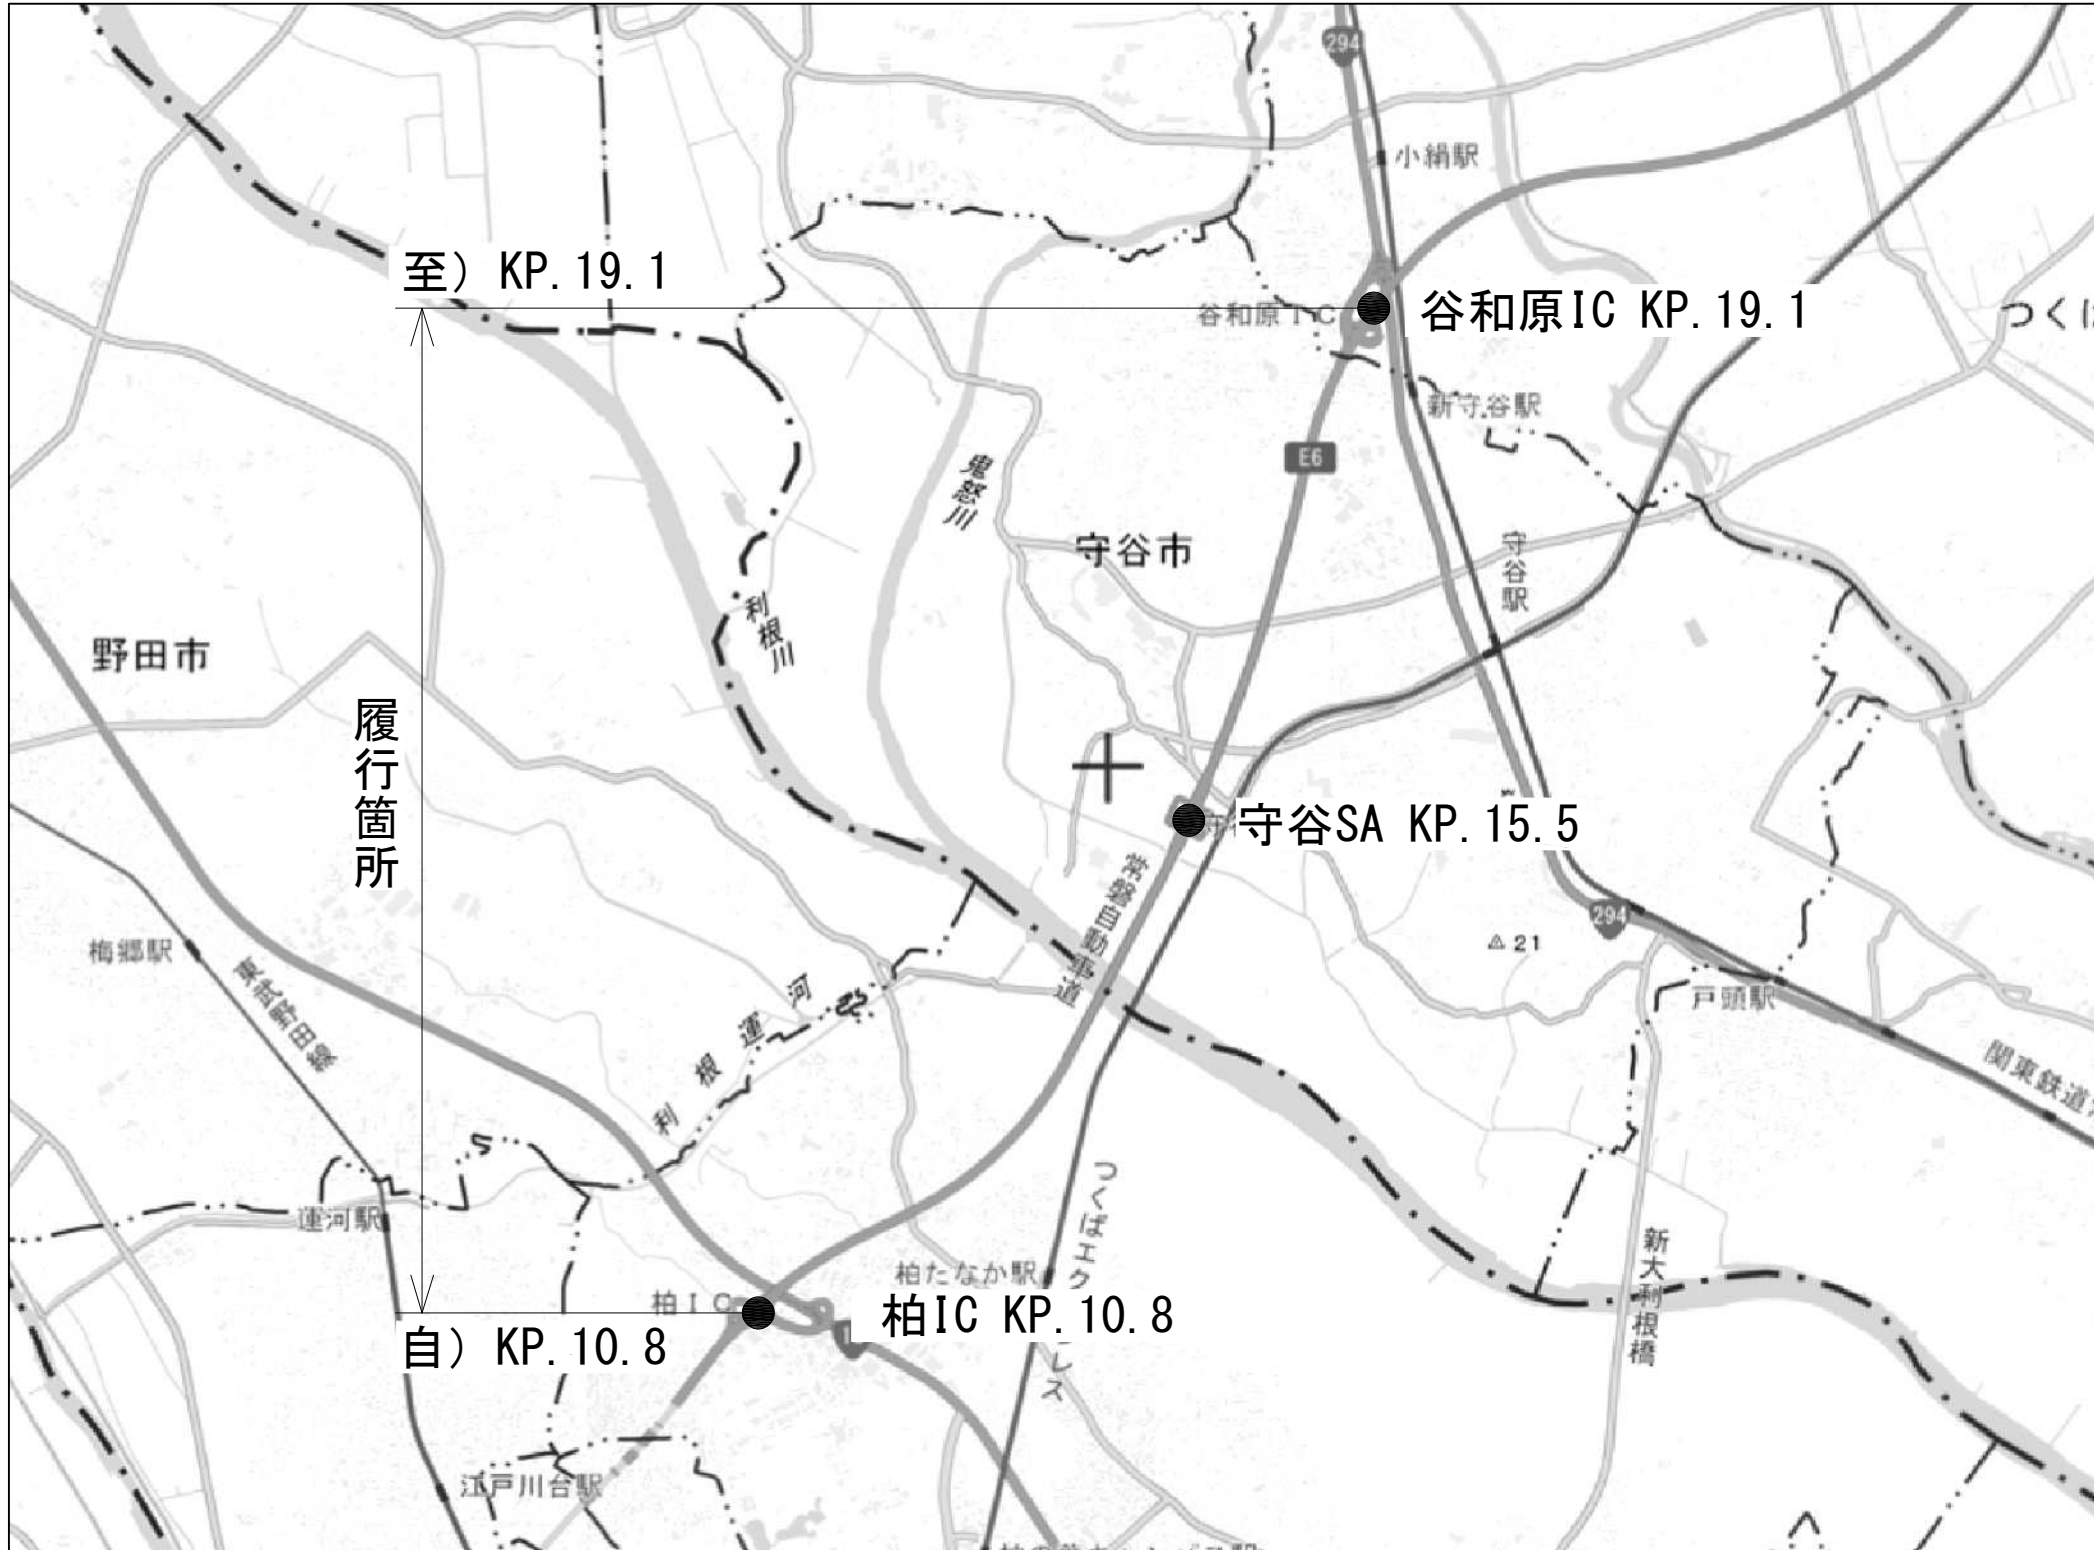 294
小絹駅
至）KP.19.1
谷和原IC
谷和原IC KP.19.1
つくば
新守谷駅
E6
鬼怒川
守谷市
守谷駅
利根川
野田市
履行箇所
守谷SA KP.15.5
常磐自動車道
294
21
梅郷駅
東武野田線
戸頭駅
利根運河
関東鉄道
つくばエク
レス
運河駅
新大利根橋
柏たなか駅
柏IC
柏IC KP.10.8
自）KP.10.8
江戸川台駅